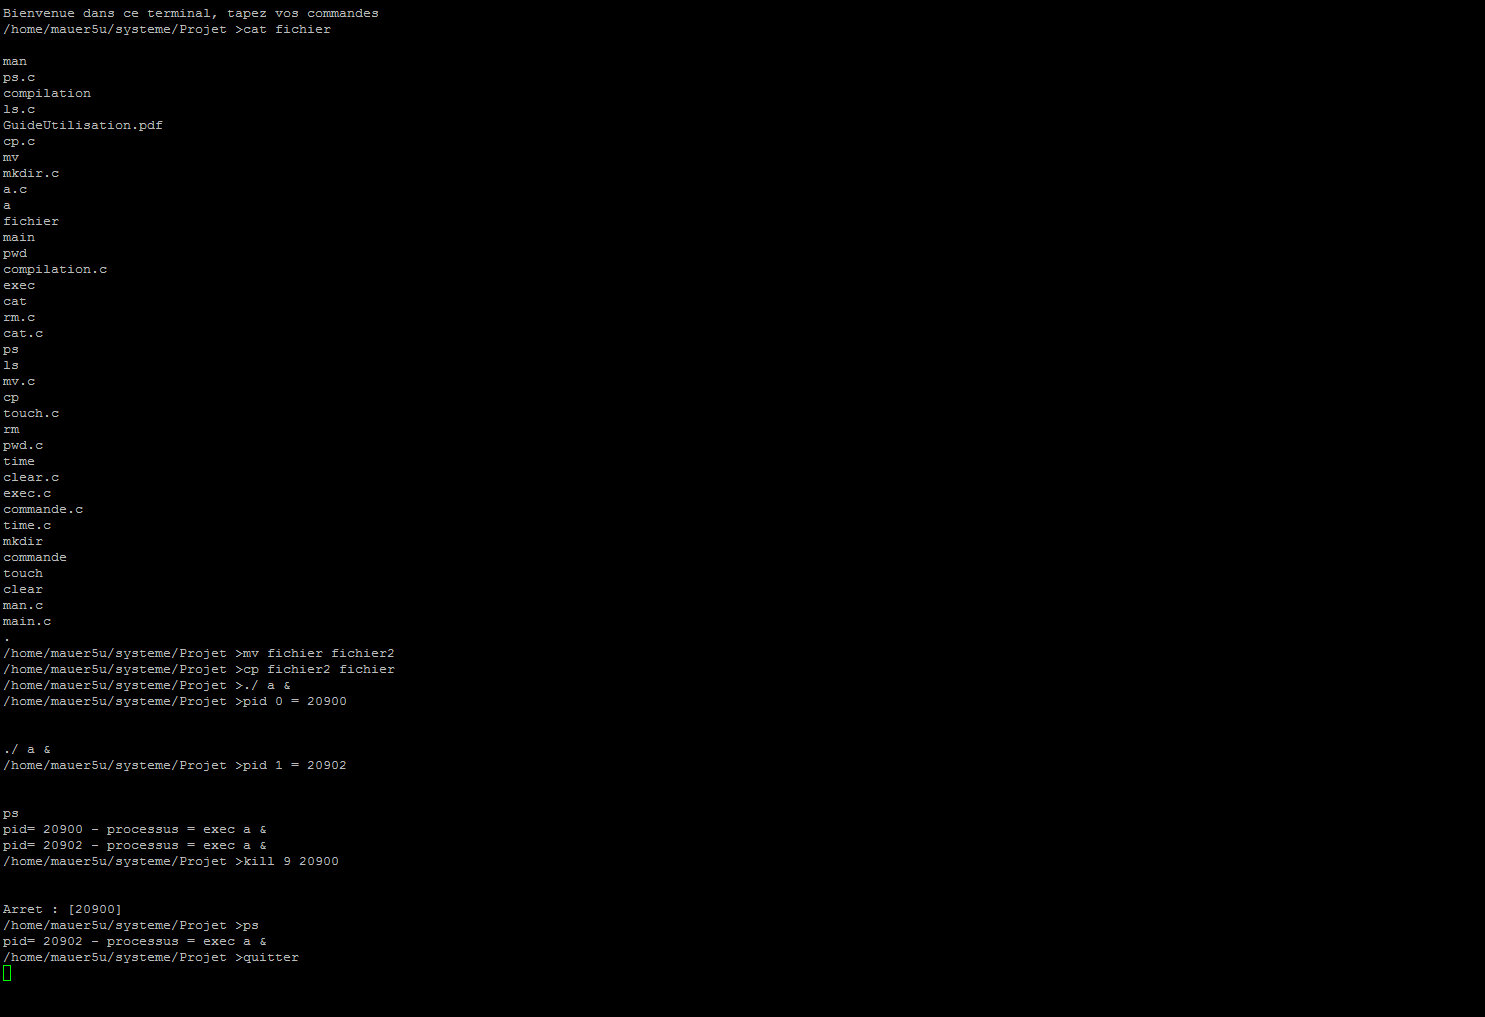 Bienvenue dans ce terminal, tapez vos commandes
/home/mauer5u/systeme/Projet >cat fichier
man
ps.c
compilation
ls.c
GuideUtilisation.pdf
cp.c
mv
mkdir.c
a.c
a
fichier
main
pwd
compilation.c
exec
cat
rm.c
cat.c
ps
ls
mv.c
cp
touch.c
rm
pwd.c
time
clear.c
exec.c
commande.c
time.c
mkdir
commande
touch
clear
man.c
main.c
.
/home/mauer5u/systeme/Projet >mv fichier fichier2
/home/mauer5u/systeme/Projet >cp fichier2 fichier
/home/mauer5u/systeme/Projet >./ a &
/home/mauer5u/systeme/Projet >pid 0 = 20900
./ a &
/home/mauer5u/systeme/Projet >pid 1 = 20902
ps
pid= 20900 - processus = exec a &
pid= 20902 - processus = exec a &
/home/mauer5u/systeme/Projet >kill 9 20900
Arret : [20900]
/home/mauer5u/systeme/Projet >ps
pid= 20902 - processus = exec a &
/home/mauer5u/systeme/Projet >quitter